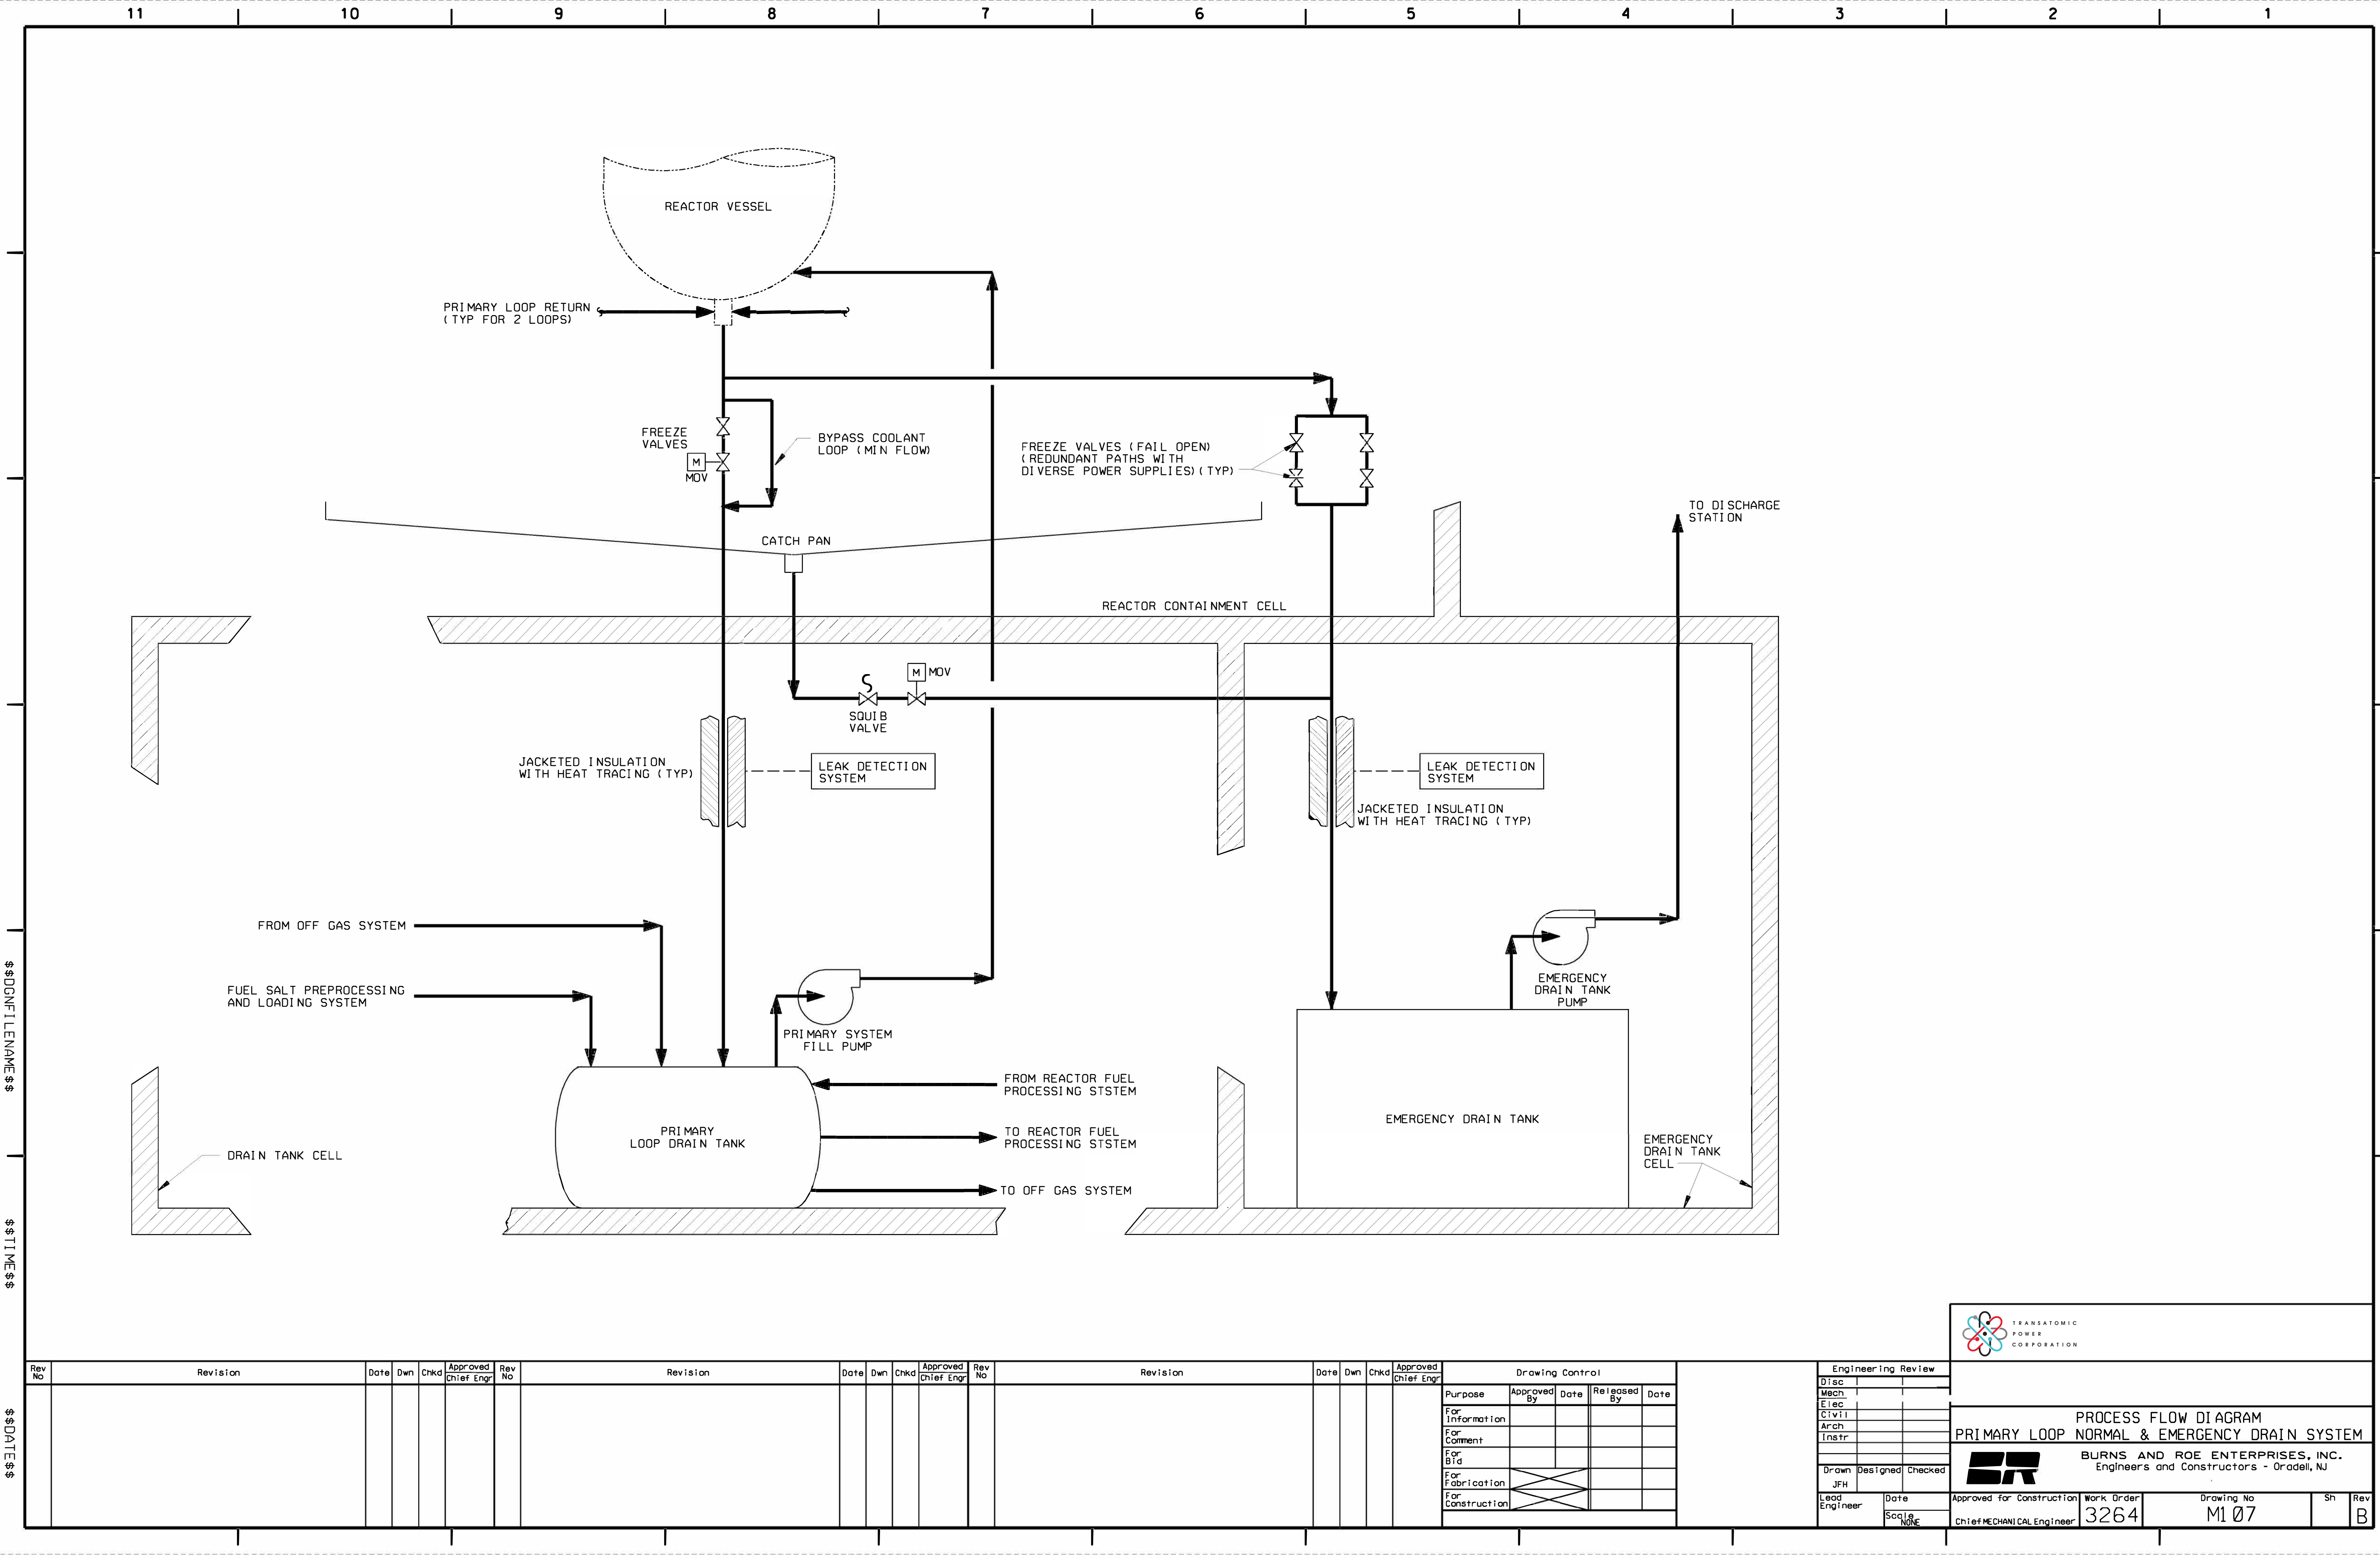 11 10 9 8 7 6 5 4 3 2 1
REACTOR VESSEL
PRIMARY LOOP RETURN
(TYP FOR 2 LOOPS)
FREEZE
VALVES
M
MOV
BYPASS COOLANT
LOOP (MIN FLOW)
FREEZE VALVES (FAIL OPEN)
(REDUNDANT PATHS WITH
DIVERSE POWER SUPPLIES)(TYP)
TO DISCHARGE
STATION
CATCH PAN
REACTOR CONTAINMENT CELL
M MOV
S
SQUIB
VALVE
JACKETED INSULATION
WITH HEAT TRACING (TYP)
LEAK DETECTION
SYSTEM
LEAK DETECTION
SYSTEM
JACKETED INSULATION
WITH HEAT TRACING (TYP)
FROM OFF GAS SYSTEM
FUEL SALT PREPROCESSING
AND LOADING SYSTEM
PRIMARY SYSTEM
FILL PUMP
EMERGENCY
DRAIN TANK
PUMP
FROM REACTOR FUEL
PROCESSING STSTEM
PRIMARY
LOOP DRAIN TANK
TO REACTOR FUEL
PROCESSING STSTEM
TO OFF GAS SYSTEM
EMERGENCY DRAIN TANK
EMERGENCY
DRAIN TANK
CELL
DRAIN TANK CELL
$$DGNFILENAME$$
$$TIME$$
$$DATE$$
TRANSATOMIC
POWER
CORPORATION
Rev
No
Revision
Date
Dwn
Chkd
Approved
Chief Engr
Rev
No
Revision
Date
Dwn
Chkd
Approved
Chief Engr
Rev
No
Revision
Date
Dwn
Chkd
Approved
Chief Engr
Drawing Control
Purpose
Approved
By
Date
Released
By
Date
For
Information
For
Comment
For
Bid
For
Fabrication
For
Construction
Engineering Review
Disc
Mech
Elec
Civil
Arch
Instr
Drawn Designed Checked
JFH
Lead
Engineer
Date
Scale
NONE
PROCESS FLOW DIAGRAM
PRIMARY LOOP NORMAL & EMERGENCY DRAIN SYSTEM
BR
BURNS AND ROE ENTERPRISES, INC.
Engineers and Constructors - Oradell, NJ
Approved for Construction
Chief MECHANICAL Engineer
Work Order
3264
Drawing No
M107
Sh
Rev
B